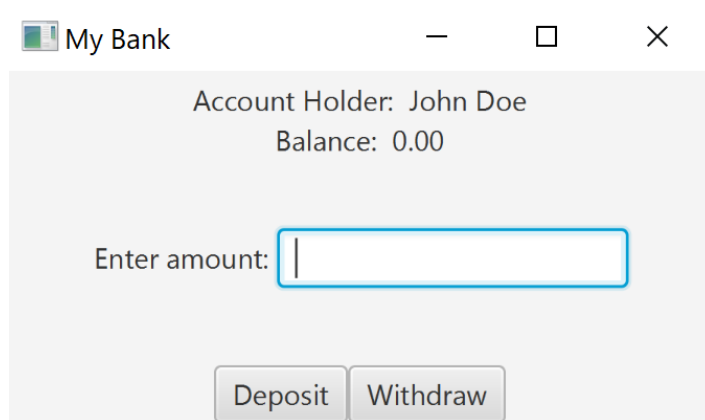 My Bank
Account Holder: John Doe
Balance: 0.00
Enter amount:
Deposit Withdraw